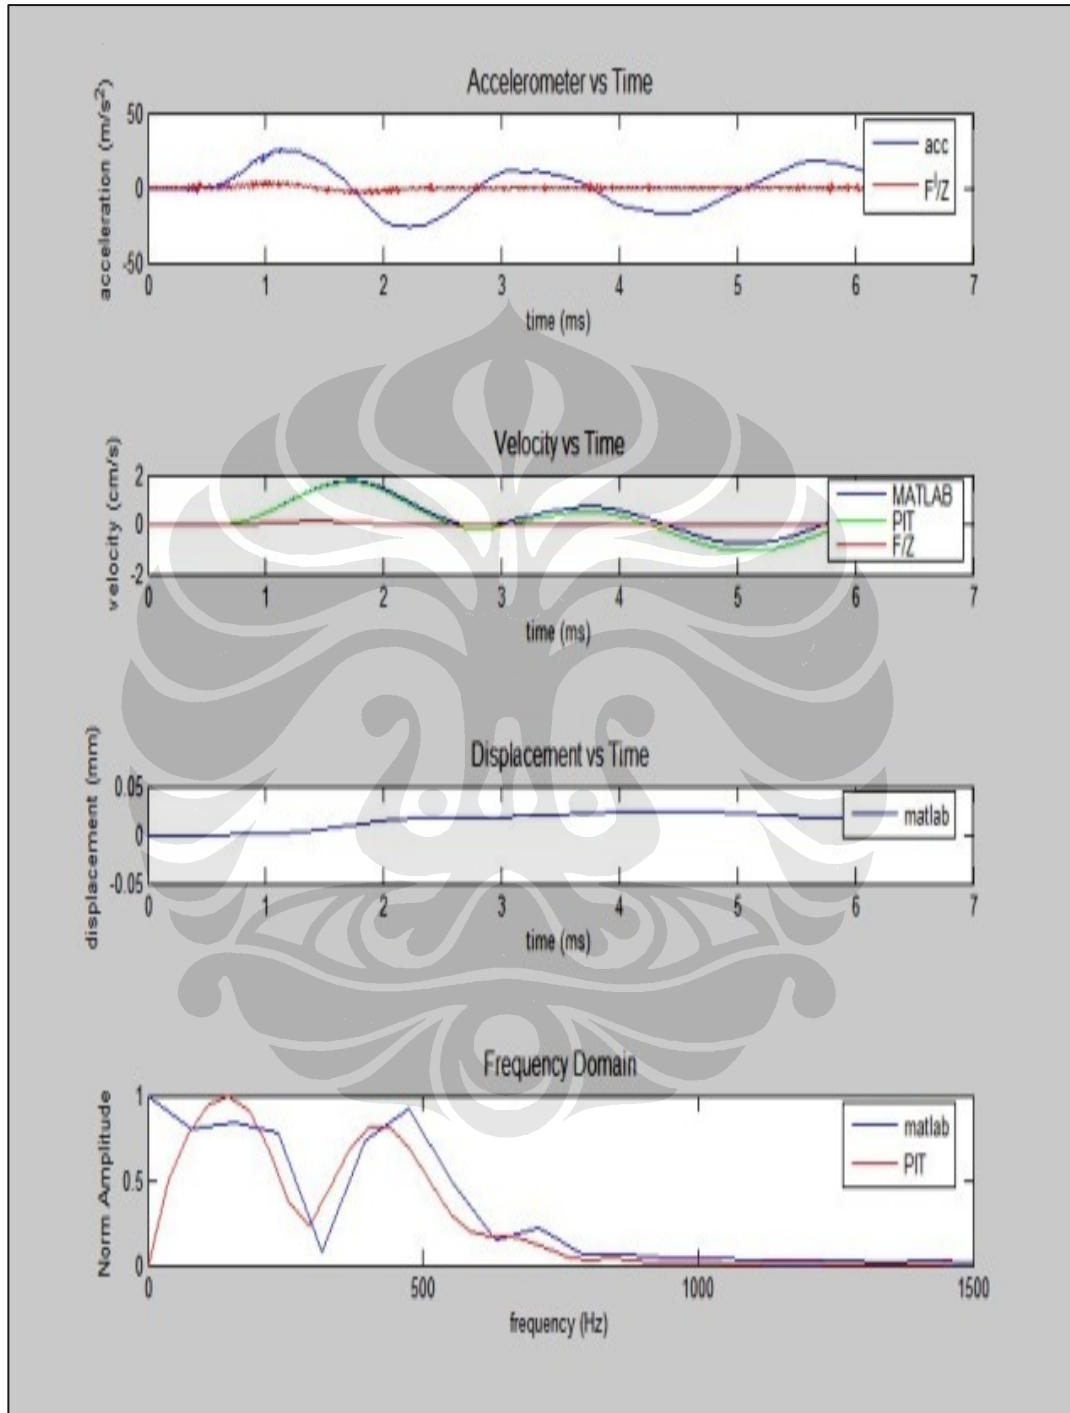 Accelerometer vs Time
acceleration (m/s²)
50
0
-50
acc
F/Z
0 1 2 3 4 5 6 7
time (ms)
Velocity vs Time
velocity (cm/s)
2
0
-2
MATLAB
PIT
F/Z
0 1 2 3 4 5 6 7
time (ms)
Displacement vs Time
displacement (mm)
0.05
0
-0.05
matlab
0 1 2 3 4 5 6 7
time (ms)
Frequency Domain
Norm Amplitude
1
0.5
0
matlab
PIT
0 500 1000 1500
frequency (Hz)